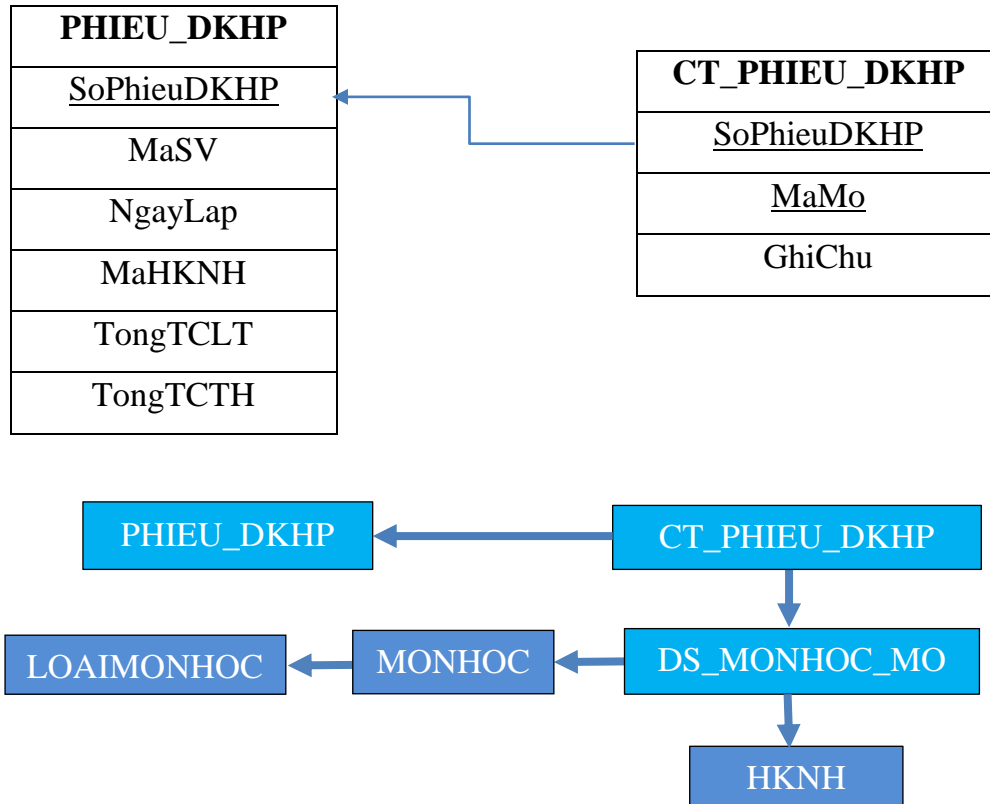 PHIEU_DKHP
SoPhieuDKHP
MaSV
NgayLap
MaHKNH
TongTCLT
TongTCTH
CT_PHIEU_DKHP
SoPhieuDKHP
MaMo
GhiChu
PHIEU_DKHP
CT_PHIEU_DKHP
LOAIMONHOC
MONHOC
DS_MONHOC_MO
HKNH